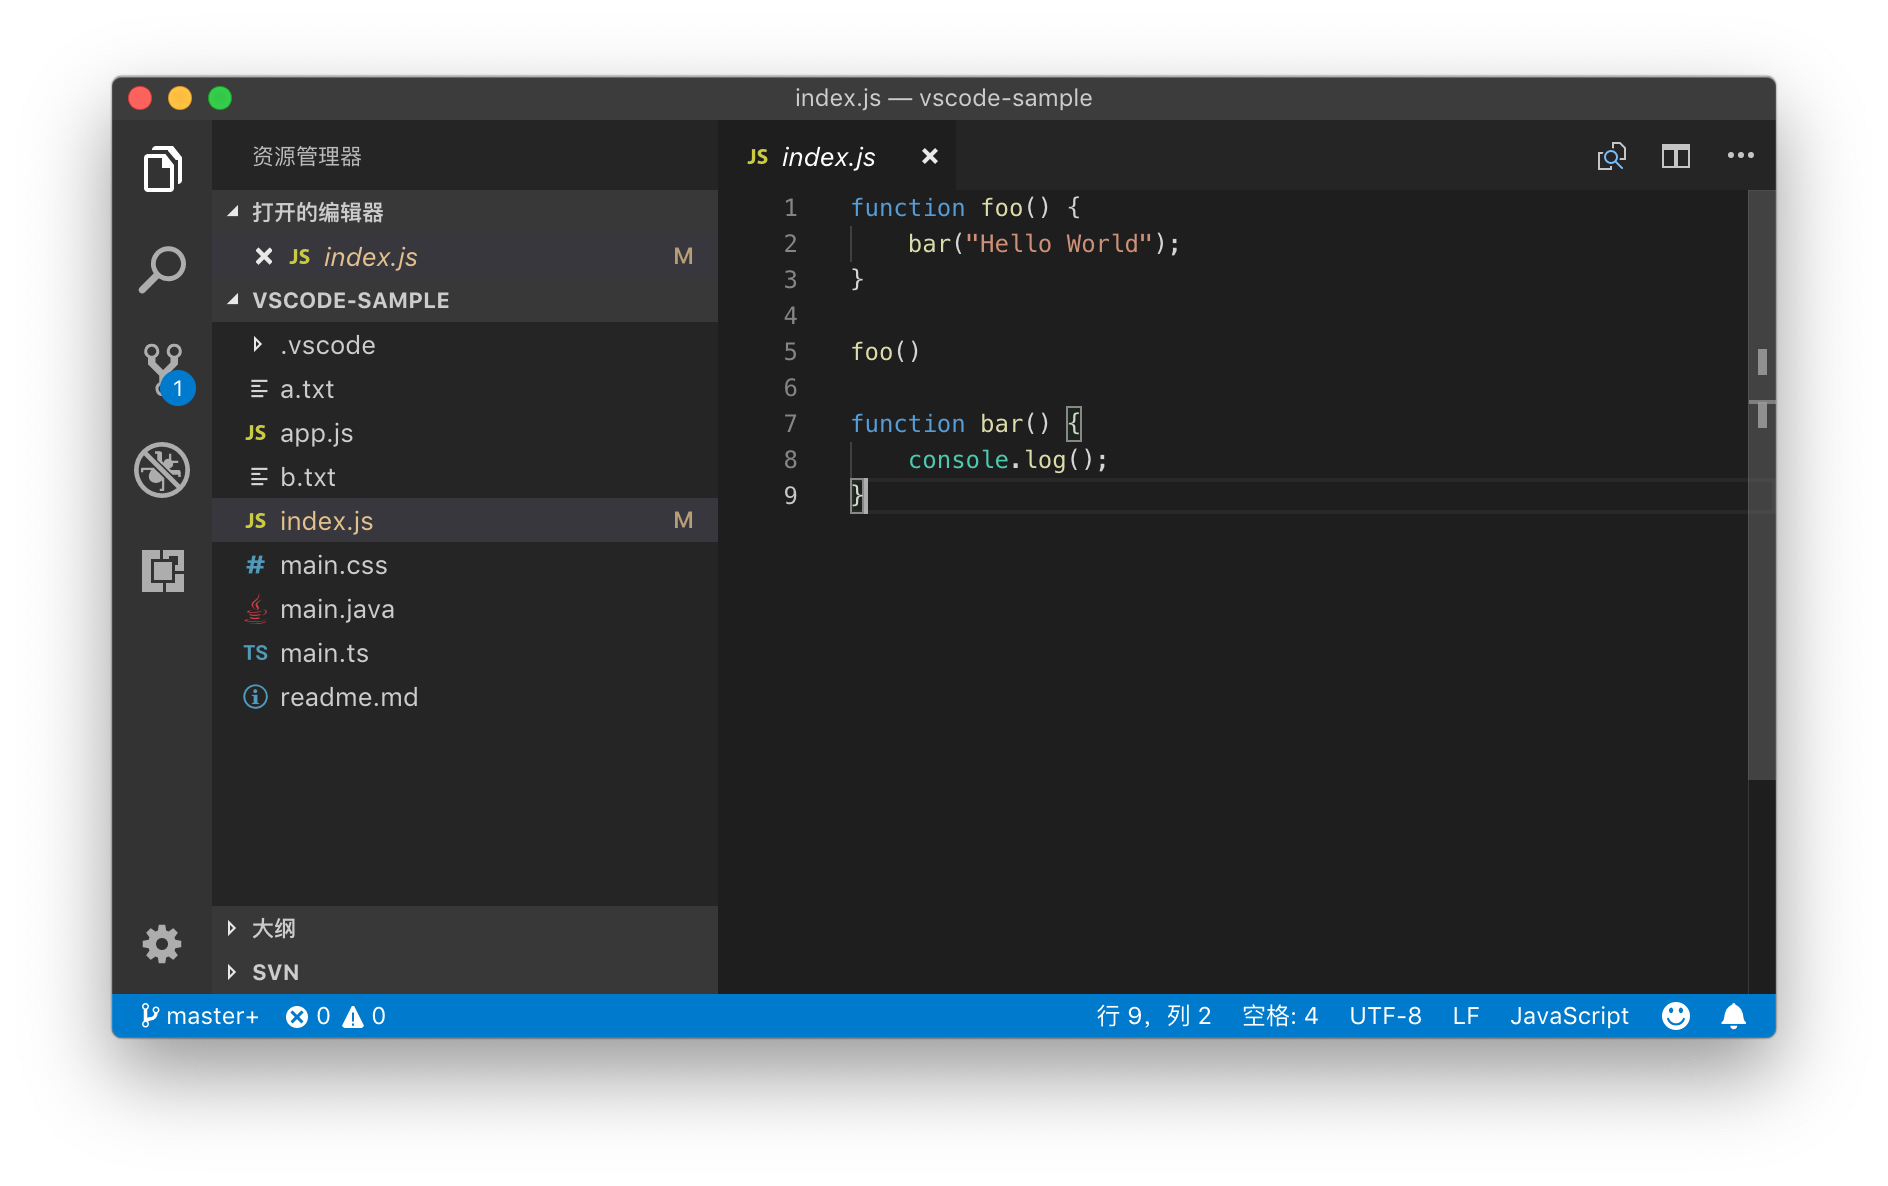 index.js — vscode-sample
资源管理器
打开的编辑器
JS index.js M
VSCODE-SAMPLE
.vscode
a.txt
JS app.js
b.txt
JS index.js M
# main.css
main.java
TS main.ts
readme.md
大纲
SVN
1
JS index.js
1 function foo() {
2 bar("Hello World");
3 }
4
5 foo()
6
7 function bar() {
8 console.log();
9 }
master+ 0 0 行 9，列 2 空格: 4 UTF-8 LF JavaScript